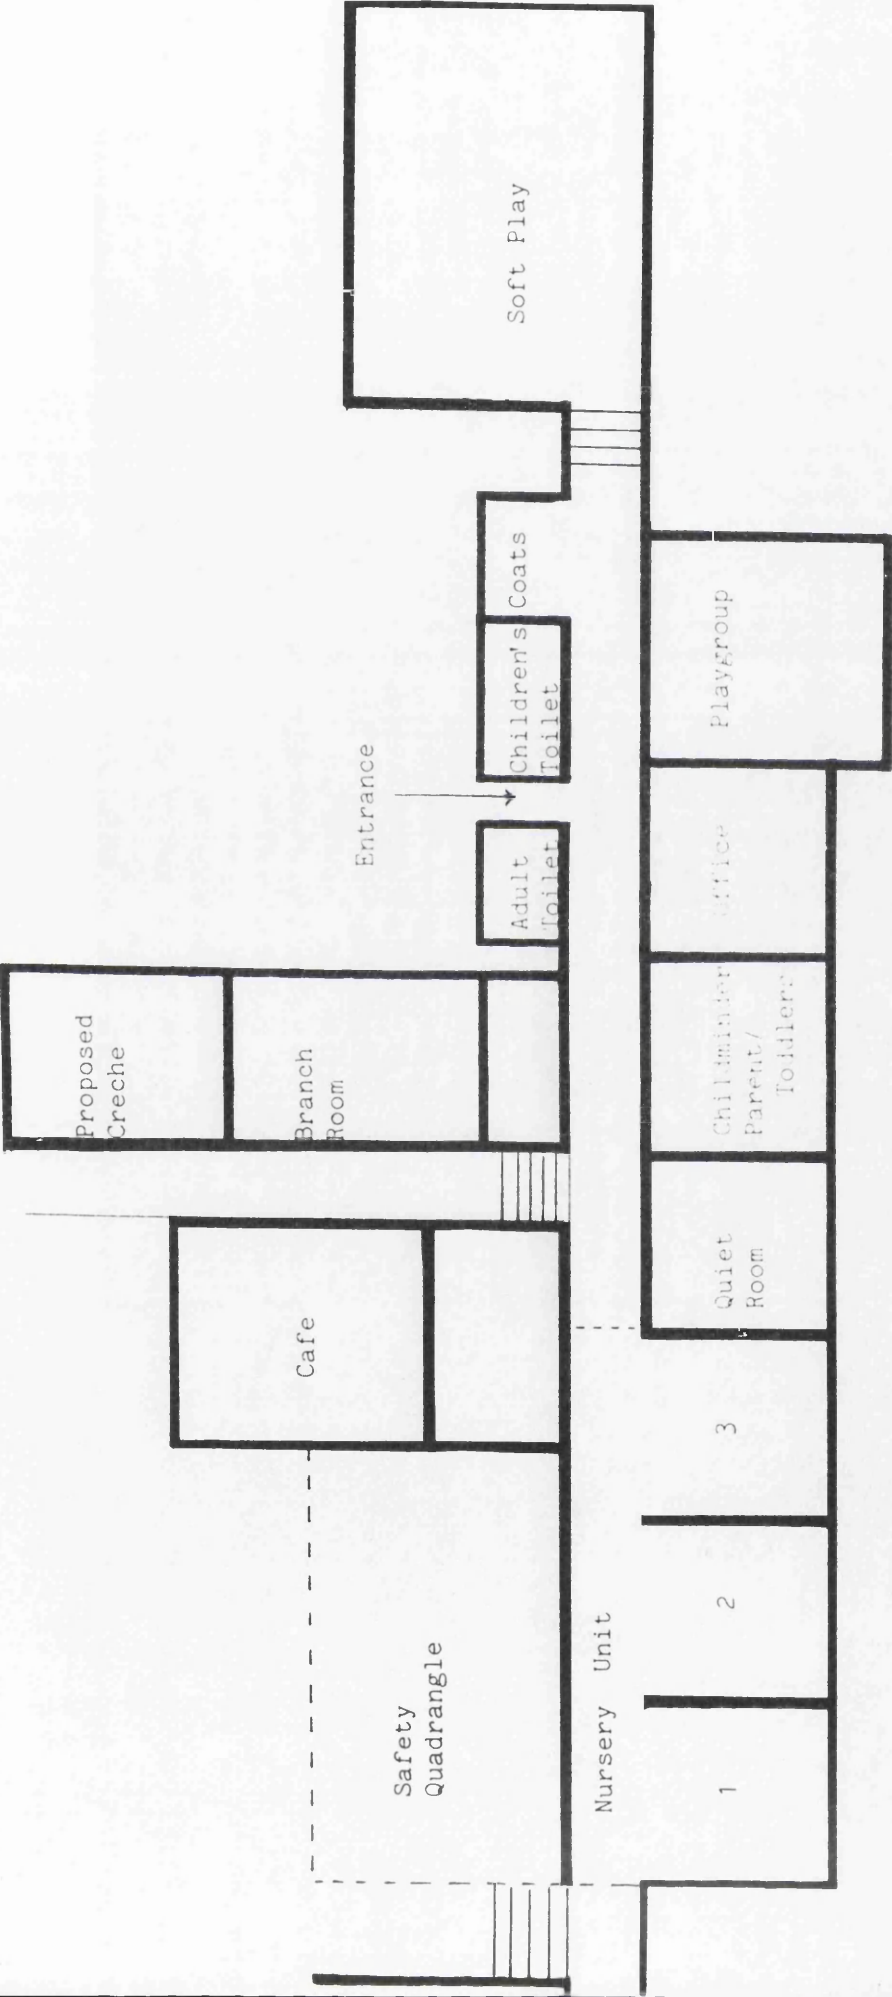 Proposed
Creche
Cafe
Branch
Room
Entrance
Safety
Quadrangle
Adult
Toilet
Children's
Toilet
Coats
Soft Play
Nursery Unit
1
2
3
Quiet
Room
Childminder
Parent/
Toddlers
Office
Playgroup